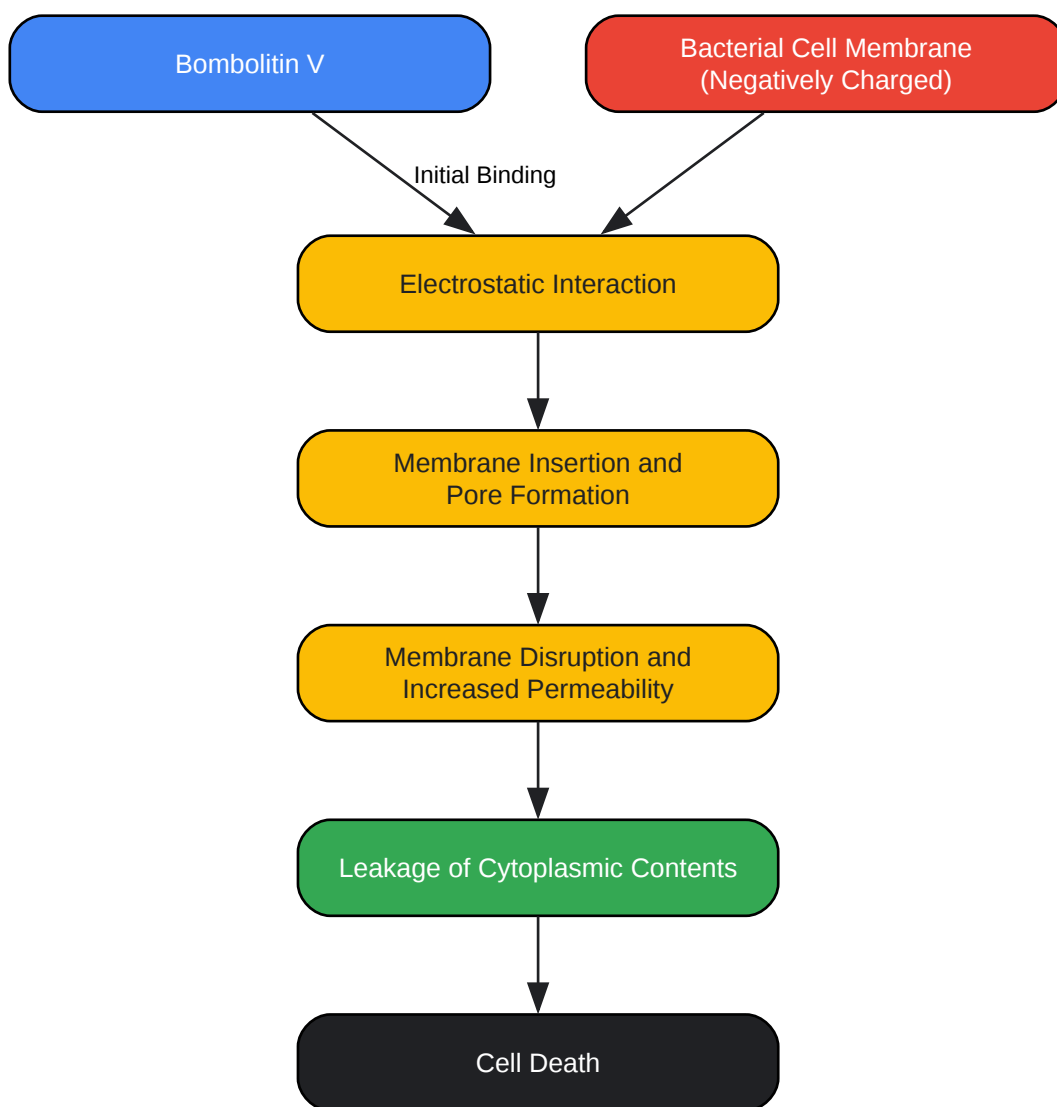 Bombolitin V
Bacterial Cell Membrane
(Negatively Charged)
Initial Binding
Electrostatic Interaction
Membrane Insertion and
Pore Formation
Membrane Disruption and
Increased Permeability
Leakage of Cytoplasmic Contents
Cell Death